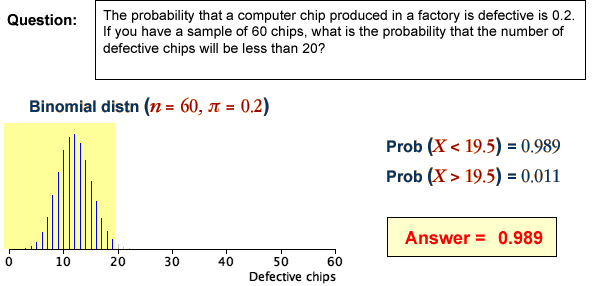 Question:
The probability that a computer chip produced in a factory is defective is 0.2.
If you have a sample of 60 chips, what is the probability that the number of
defective chips will be less than 20?
Binomial distn (n = 60, π = 0.2)
Prob (X < 19.5) = 0.989
Prob (X > 19.5) = 0.011
Answer = 0.989
0 10 20 30 40 50 60
Defective chips